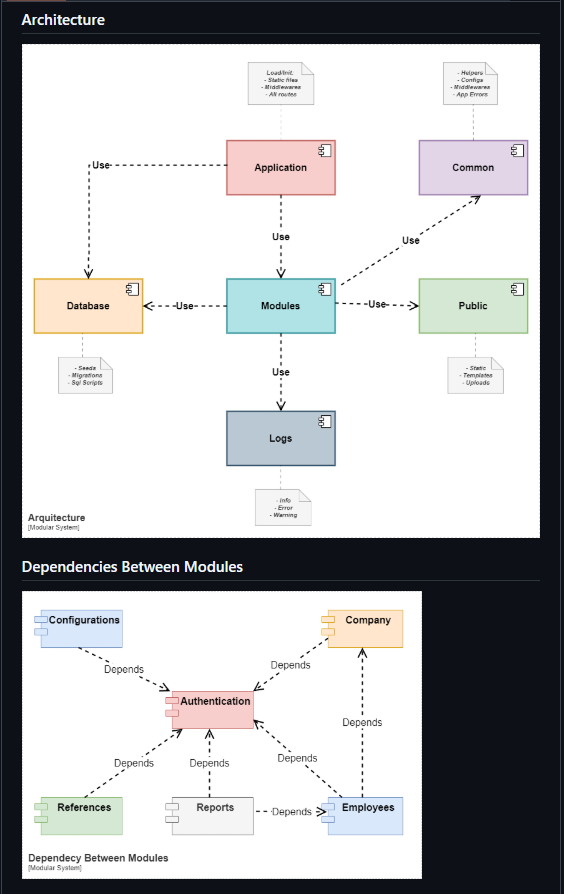 Architecture
Load/Init:
- Static files
- Middlewares
- All routes
- Helpers
- Configs
- Middlewares
- App Errors
Application
Common
Use
Use
Use
Database
Modules
Public
Use
Use
- Seeds
- Migrations
- Sql Scripts
- Static
- Templates
- Uploads
Use
Logs
- Info
- Error
- Warning
Arquitecture
[Modular System]
Dependencies Between Modules
Configurations
Company
Depends
Depends
Authentication
Depends
Depends
Depends
Depends
References
Reports
Employees
Depends
Dependecy Between Modules
[Modular System]